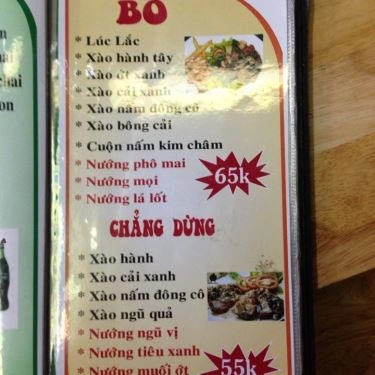 BÒ
* Lúc Lắc
* Xào hành tây
* Xào ớt xanh
* Xào cải xanh
* Xào nấm đông cô
* Xào bông cải
* Cuộn nấm kim châm
* Nướng phô mai
* Nướng mọi
* Nướng lá lốt
65k
CHẲNG DỪNG
* Xào hành
* Xào cải xanh
* Xào nấm đông cô
* Xào ngũ quả
* Nướng ngũ vị
* Nướng tiêu xanh
* Nướng muối ớt
55k